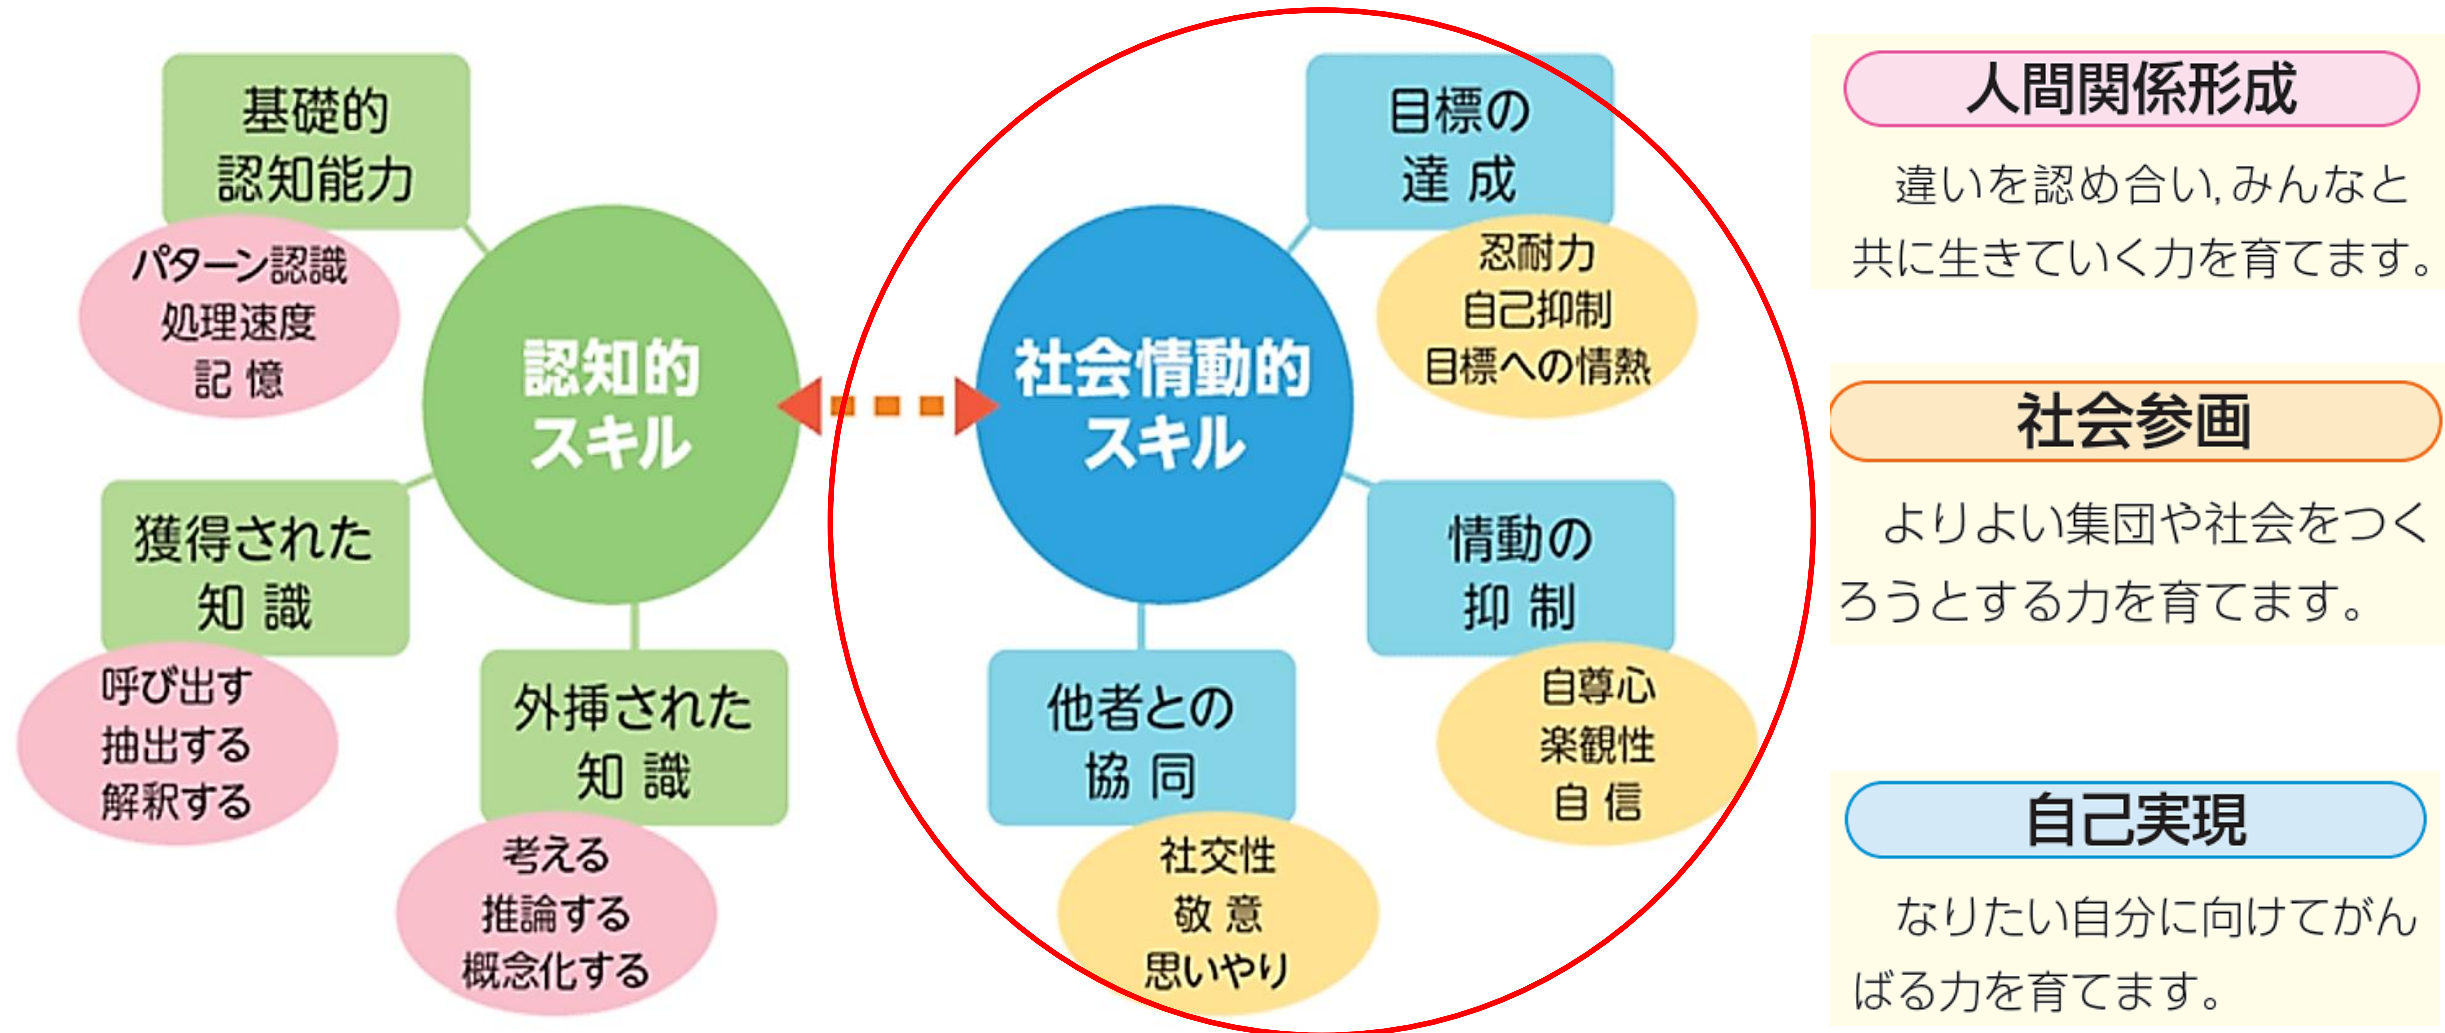 基礎的
認知能力
パターン認識
処理速度
記 憶
認知的
スキル
獲得された
知 識
呼び出す
抽出する
解釈する
外挿された
知 識
考える
推論する
概念化する
社会情動的
スキル
目標の
達 成
忍耐力
自己抑制
目標への情熱
情動の
抑 制
自尊心
楽観性
自 信
他者との
協 同
社交性
敬 意
思いやり
人間関係形成
違いを認め合い,みんなと
共に生きていく力を育てます。
社会参画
よりよい集団や社会をつく
ろうとする力を育てます。
自己実現
なりたい自分に向けてがん
ばる力を育てます。